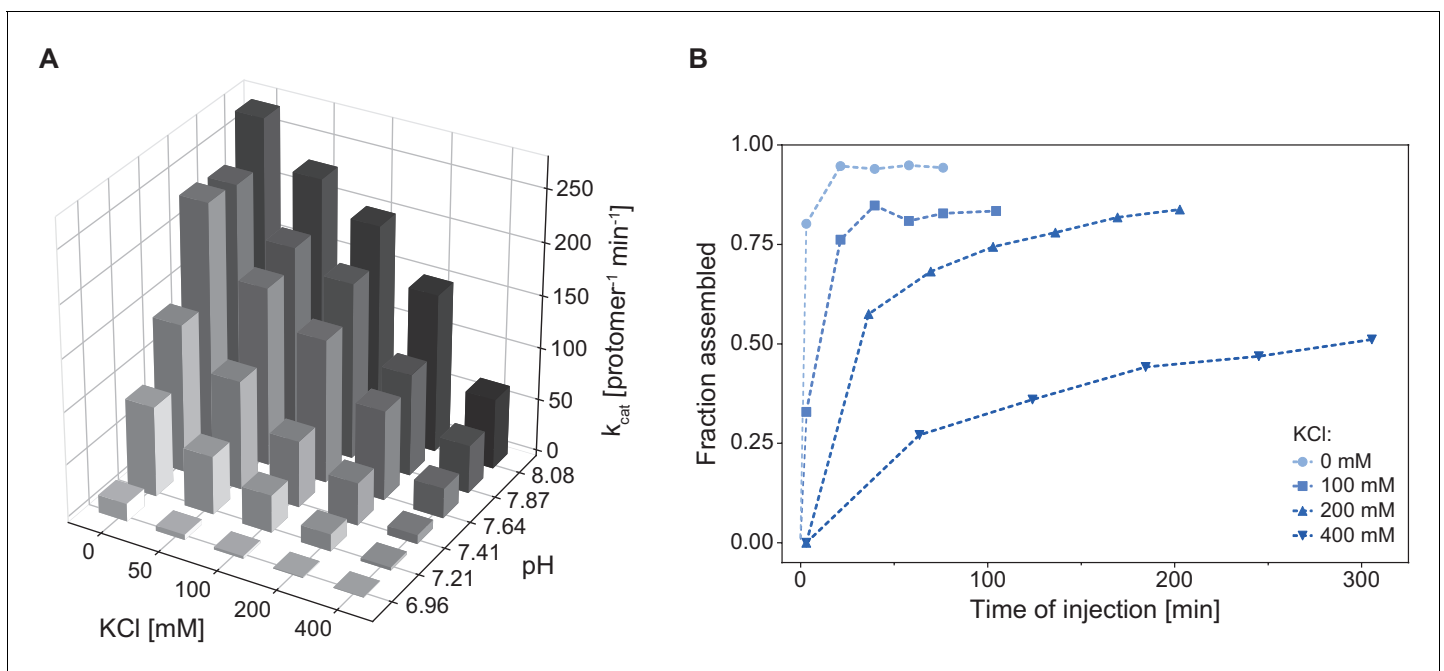 A
250
200
150
100
50
0
k_cat [protomer⁻¹ min⁻¹]
8.08
7.87
7.64
7.41
7.21
6.96
pH
0
50
100
200
400
KCl [mM]
B
1.00
0.75
0.50
0.25
0.00
Fraction assembled
0
100
200
300
Time of injection [min]
KCl:
0 mM
100 mM
200 mM
400 mM